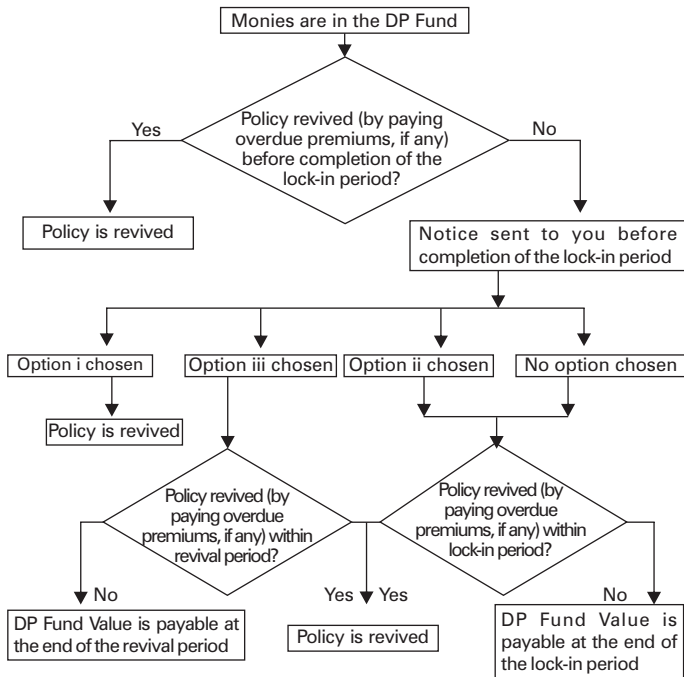 Monies are in the DP Fund
Policy revived (by paying
overdue premiums, if any)
before completion of the
lock-in period?
Yes
No
Policy is revived
Notice sent to you before
completion of the lock-in period
Option i chosen
Option iii chosen
Option ii chosen
No option chosen
Policy is revived
Policy revived (by
paying overdue
premiums, if any) within
revival period?
Policy revived (by
paying overdue
premiums, if any) within
lock-in period?
No
Yes
Yes
No
DP Fund Value is payable at
the end of the revival period
Policy is revived
DP Fund Value is
payable at the end of
the lock-in period